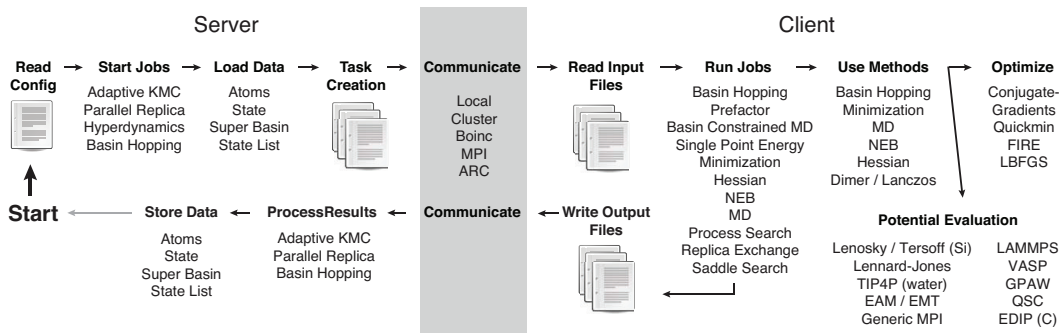 Server
Client
Read
Config
Start Jobs
Adaptive KMC
Parallel Replica
Hyperdynamics
Basin Hopping
Load Data
Atoms
State
Super Basin
State List
Task
Creation
Communicate
Local
Cluster
Boinc
MPI
ARC
Read Input
Files
Run Jobs
Basin Hopping
Prefactor
Basin Constrained MD
Single Point Energy
Minimization
Hessian
NEB
MD
Process Search
Replica Exchange
Saddle Search
Use Methods
Basin Hopping
Minimization
MD
NEB
Hessian
Dimer / Lanczos
Optimize
Conjugate-
Gradients
Quickmin
FIRE
LBFGS
Potential Evaluation
Lenosky / Tersoff (Si)
Lennard-Jones
TIP4P (water)
EAM / EMT
Generic MPI
LAMMPS
VASP
GPAW
QSC
EDIP (C)
Write Output
Files
Communicate
ProcessResults
Adaptive KMC
Parallel Replica
Basin Hopping
Store Data
Atoms
State
Super Basin
State List
Start